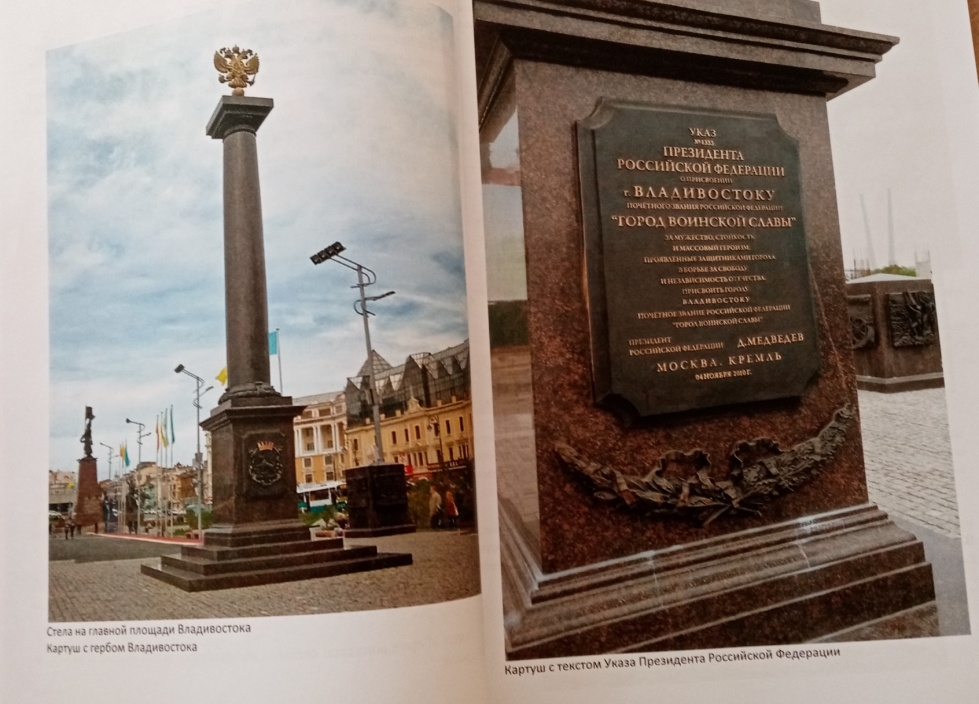 Стела на главной площади Владивостока
Картуш с гербом Владивостока
УКАЗ
ПРЕЗИДЕНТА
РОССИЙСКОЙ ФЕДЕРАЦИИ
О ПРИСВОЕНИИ
г. ВЛАДИВОСТОКУ
ПОЧЕТНОГО ЗВАНИЯ РОССИЙСКОЙ ФЕДЕРАЦИИ
"ГОРОД ВОИНСКОЙ СЛАВЫ"
ЗА МУЖЕСТВО, СТОЙКОСТЬ
И МАССОВЫЙ ГЕРОИЗМ,
ПРОЯВЛЕННЫЕ ЗАЩИТНИКАМИ ГОРОДА
В БОРЬБЕ ЗА СВОБОДУ
И НЕЗАВИСИМОСТЬ ОТЕЧЕСТВА,
ПРИСВОИТЬ ГОРОДУ
ВЛАДИВОСТОКУ
ПОЧЕТНОЕ ЗВАНИЕ РОССИЙСКОЙ ФЕДЕРАЦИИ
"ГОРОД ВОИНСКОЙ СЛАВЫ"
ПРЕЗИДЕНТ
РОССИЙСКОЙ ФЕДЕРАЦИИ Д.МЕДВЕДЕВ
МОСКВА. КРЕМЛЬ
04 НОЯБРЯ 2010 Г.
Картуш с текстом Указа Президента Российской Федерации